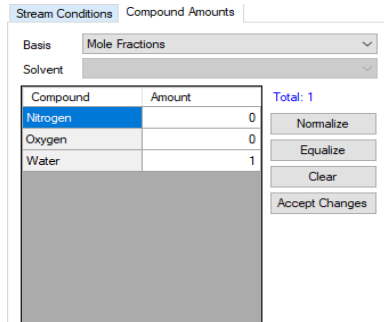 Stream Conditions Compound Amounts
Basis Mole Fractions
Solvent
Compound Amount Total: 1
Nitrogen 0 Normalize
Oxygen 0 Equalize
Water 1 Clear
Accept Changes